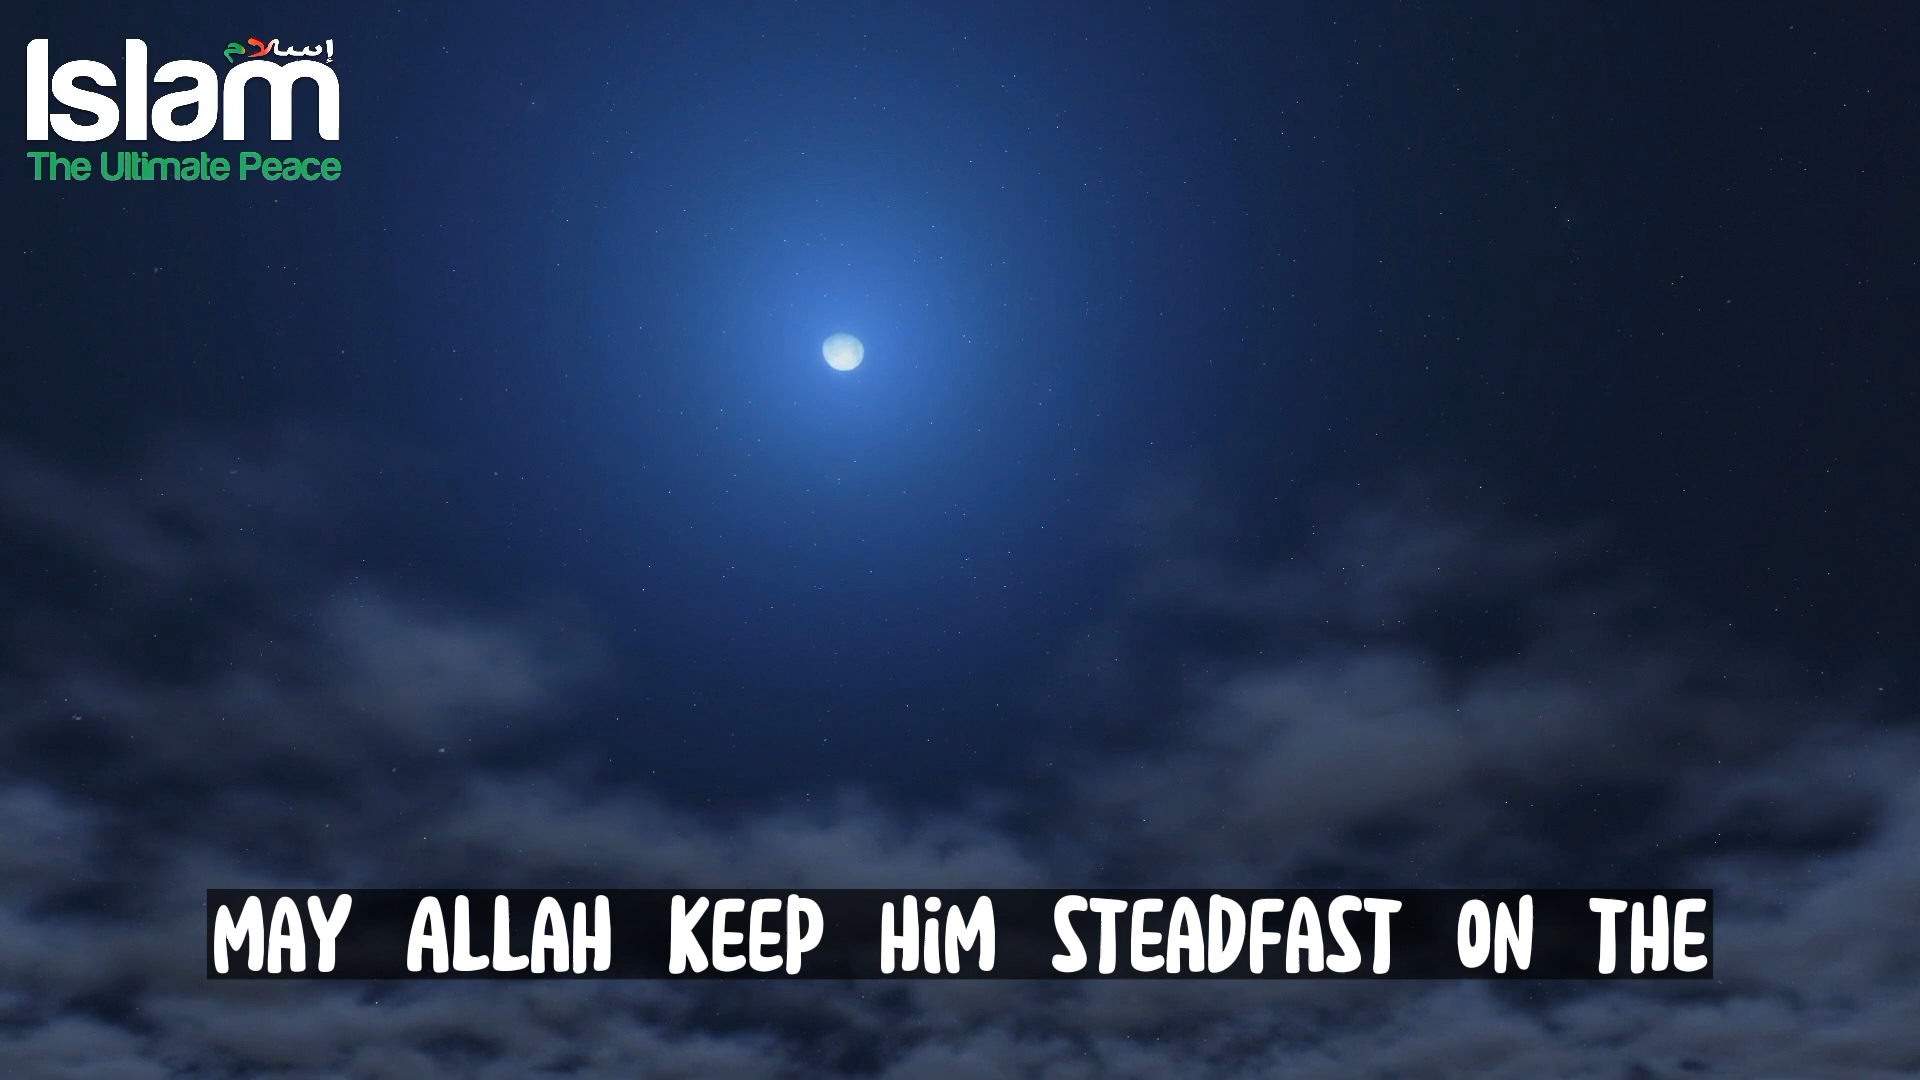 إسلام
Islam
The Ultimate Peace
MAY ALLAH KEEP HiM STEADFAST ON THE